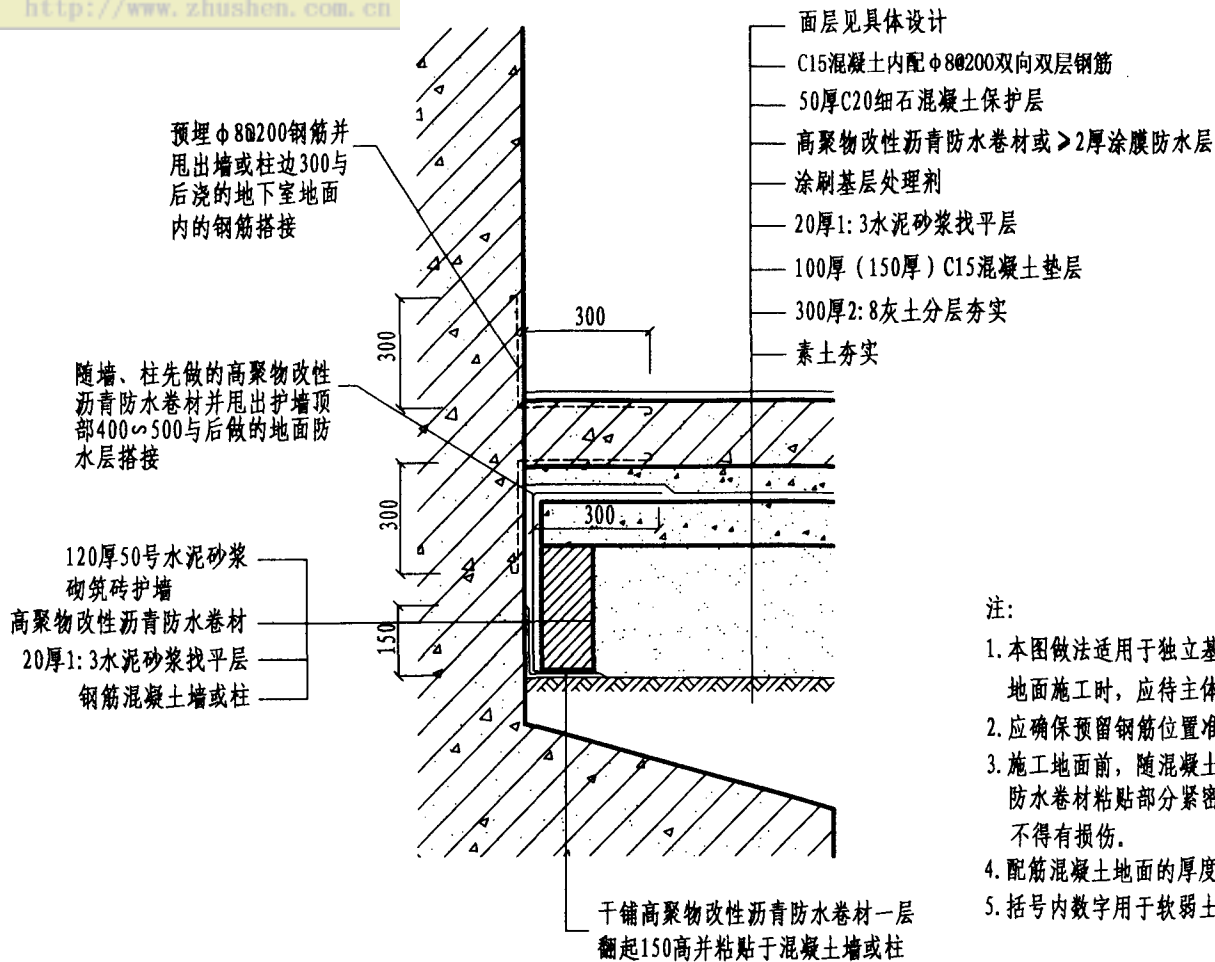 http://www.zhushen.com.cn
面层见具体设计
C15混凝土内配φ8@200双向双层钢筋
50厚C20细石混凝土保护层
高聚物改性沥青防水卷材或≥2厚涂膜防水层
涂刷基层处理剂
20厚1:3水泥砂浆找平层
100厚（150厚）C15混凝土垫层
300厚2:8灰土分层夯实
素土夯实
预埋φ8@200钢筋并
甩出墙或柱边300与
后浇的地下室地面
内的钢筋搭接
300
300
随墙、柱先做的高聚物改性
沥青防水卷材并甩出护墙顶
部400∽500与后做的地面防
水层搭接
300
300
120厚50号水泥砂浆
砌筑砖护墙
高聚物改性沥青防水卷材
20厚1:3水泥砂浆找平层
钢筋混凝土墙或柱
150
注:
1.本图做法适用于独立基
地面施工时，应待主体
2.应确保预留钢筋位置准
3.施工地面前，随混凝土
防水卷材粘贴部分紧密
不得有损伤.
4.配筋混凝土地面的厚度
5.括号内数字用于软弱土
干铺高聚物改性沥青防水卷材一层
翻起150高并粘贴于混凝土墙或柱